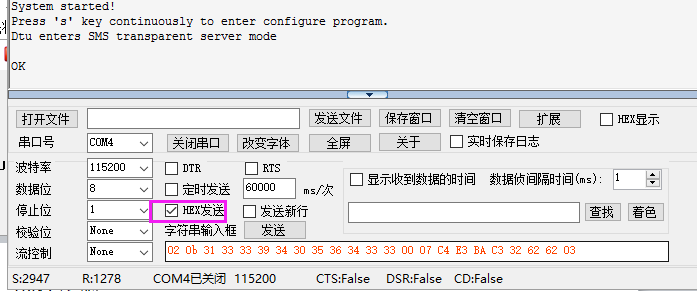 System started!
Press 's' key continuously to enter configure program.
Dtu enters SMS transparent server mode
OK
打开文件 发送文件 保存窗口 清空窗口 扩展 HEX显示
串口号 COM4 关闭串口 改变字体 全屏 关于 实时保存日志
波特率 115200 DTR RTS
数据位 8 定时发送 60000 ms/次 显示收到数据的时间 数据侦间隔时间(ms): 1
停止位 1 HEX发送 发送新行 查找 着色
校验位 None 字符串输入框 发送
流控制 None 02 0b 31 33 33 39 34 30 35 36 34 33 33 00 07 C4 E3 BA C3 32 62 62 03
S:2947 R:1278 COM4已关闭 115200 CTS:False DSR:False CD:False